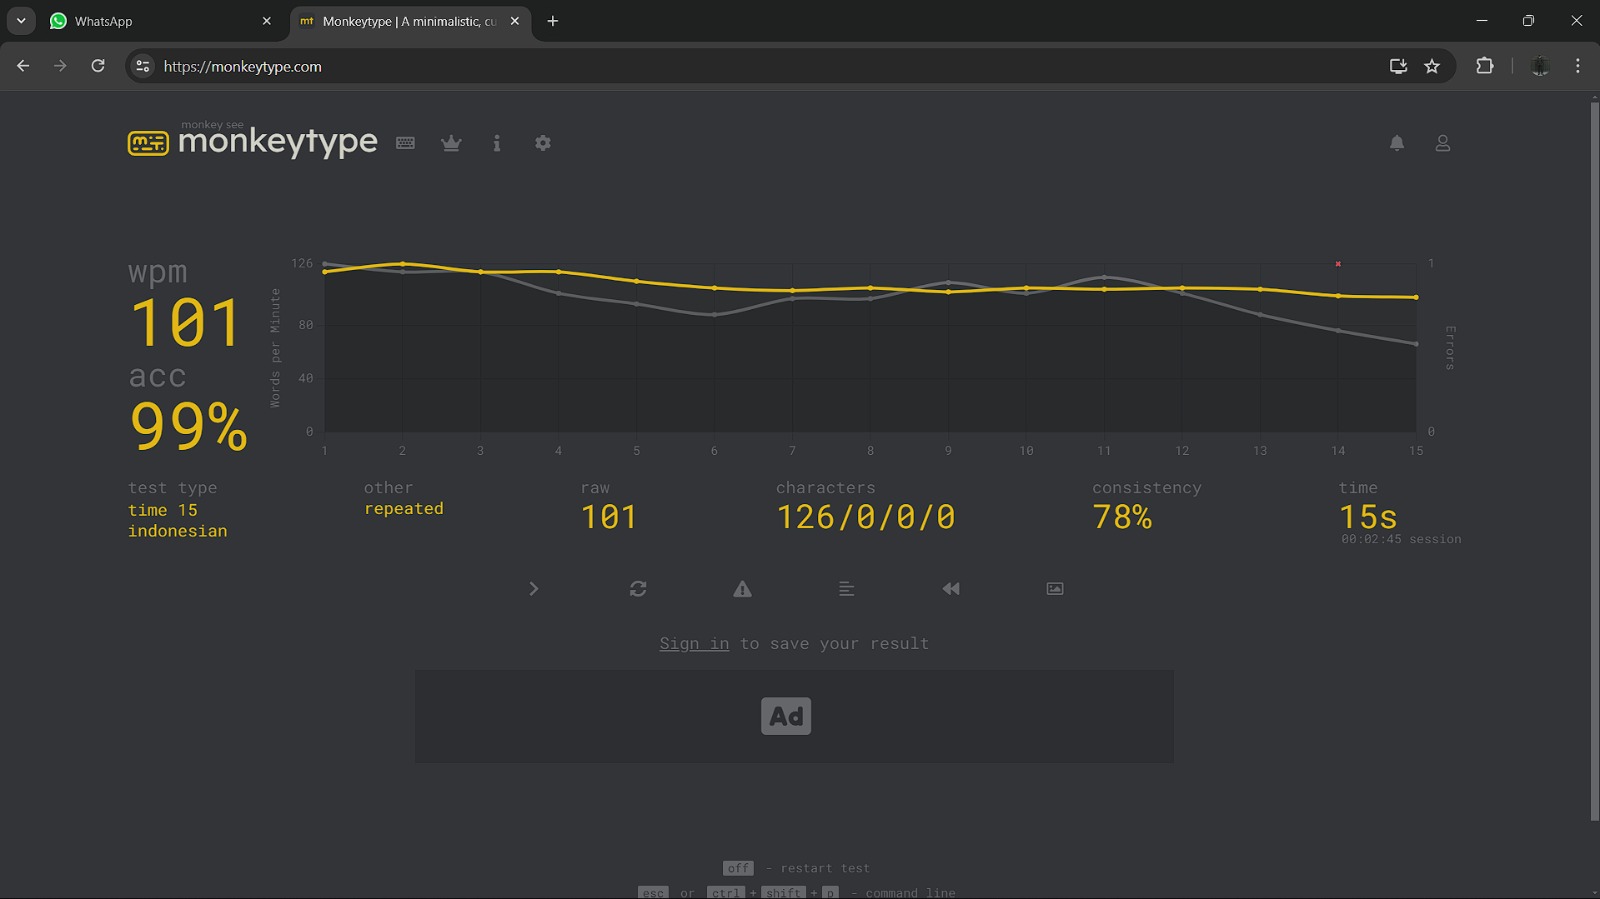 WhatsApp
mt Monkeytype | A minimalistic, cu
https://monkeytype.com
monkey see
monkeytype
wpm
101
acc
99%
Words per Minute
126
80
40
0
1 2 3 4 5 6 7 8 9 10 11 12 13 14 15
1
0
Errors
test type
time 15
indonesian
other
repeated
raw
101
characters
126/0/0/0
consistency
78%
time
15s
00:02:45 session
Sign in to save your result
Ad
off - restart test
esc or ctrl + shift + p - command line